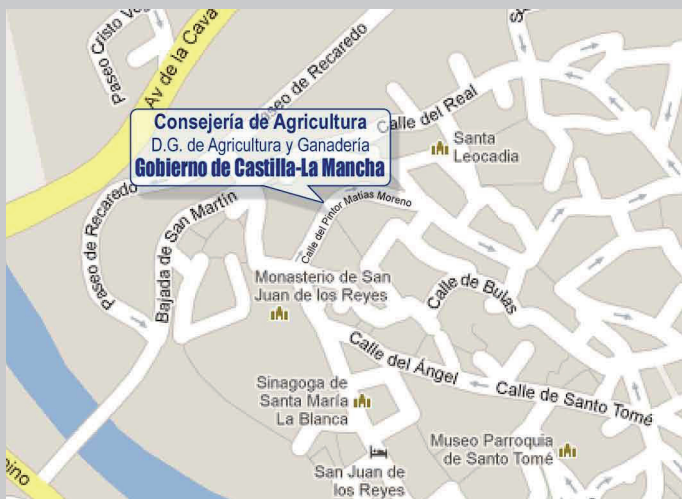 Paseo Cristo
Av de la Cava
Paseo de Recaredo
Consejería de Agricultura
D.G. de Agricultura y Ganadería
Gobierno de Castilla-La Mancha
Calle del Real
Santa
Leocadia
Paseo de Recaredo
Bajada de San Martín
Calle del Pintor Matías Moreno
Monasterio de San
Juan de los Reyes
Calle de Bulas
Calle del Ángel
Calle de Santo Tomé
Sinagoga de
Santa María
La Blanca
Museo Parroquia
de Santo Tomé
San Juan de
los Reyes